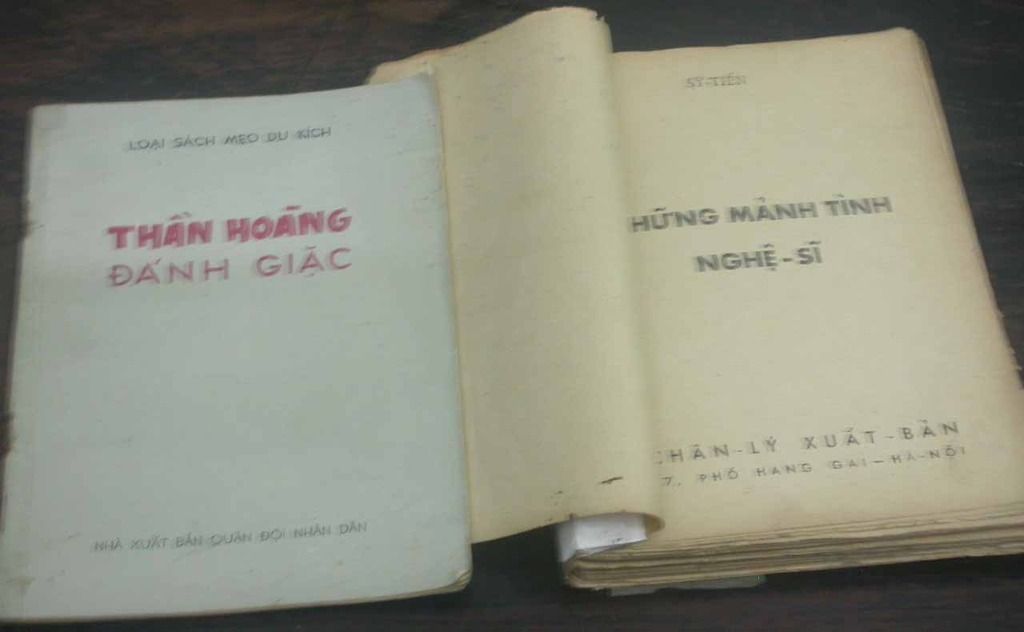 LOẠI SÁCH MẸO DU KÍCH
THẦN HOÀNG
ĐÁNH GIẶC
NHÀ XUẤT BẢN QUÂN ĐỘI NHÂN DÂN
SỸ-TIẾN
HỮNG MẢNH TÌNH
NGHỆ-SĨ
HÂN-LÝ XUẤT-BẢN
7, PHỐ HÀNG GAI-HÀ-NỘI